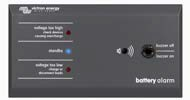 victron energy
voltage too high
check devices
causing overcharge
standby
voltage too low
charge or
disconnect loads
buzzer off
buzzer on
battery alarm